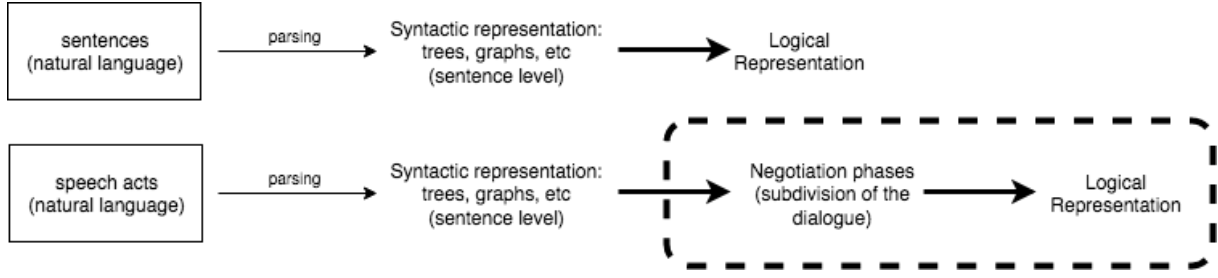 sentences
(natural language)
parsing
Syntactic representation:
trees, graphs, etc
(sentence level)
Logical
Representation
speech acts
(natural language)
parsing
Syntactic representation:
trees, graphs, etc
(sentence level)
Negotiation phases
(subdivision of the
dialogue)
Logical
Representation